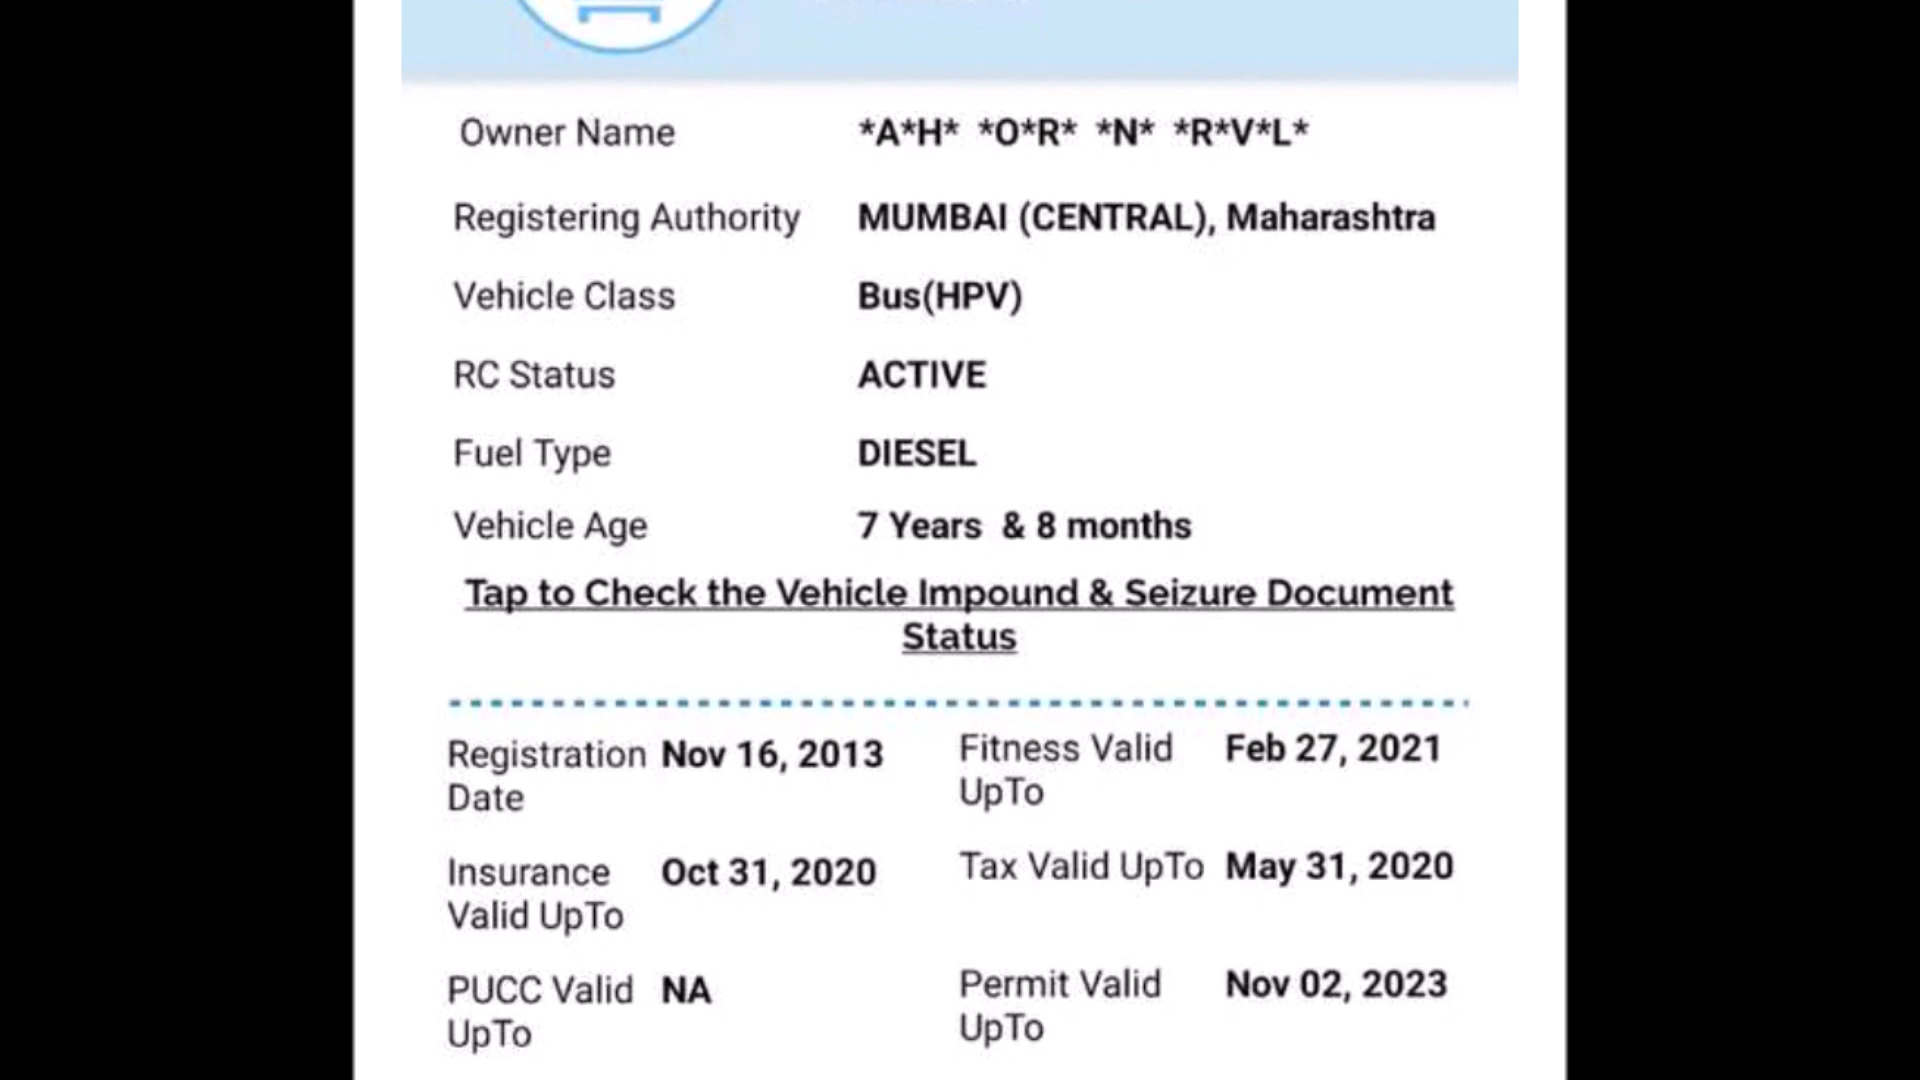 Owner Name *A*H* *O*R* *N* *R*V*L*
Registering Authority MUMBAI (CENTRAL), Maharashtra
Vehicle Class Bus(HPV)
RC Status ACTIVE
Fuel Type DIESEL
Vehicle Age 7 Years & 8 months
Tap to Check the Vehicle Impound & Seizure Document
Status
Registration Date Nov 16, 2013
Fitness Valid UpTo Feb 27, 2021
Insurance Valid UpTo Oct 31, 2020
Tax Valid UpTo May 31, 2020
PUCC Valid UpTo NA
Permit Valid UpTo Nov 02, 2023